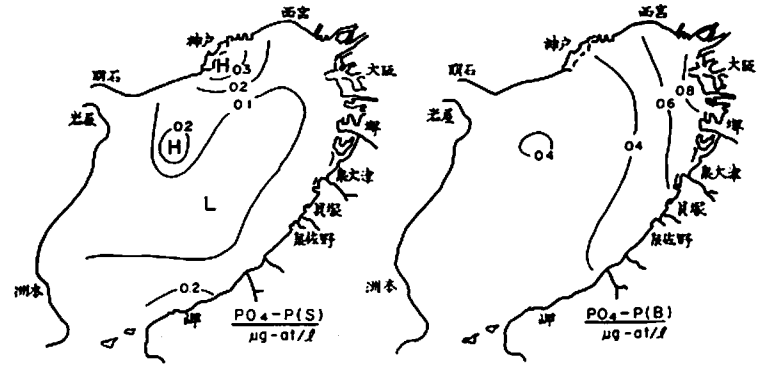 西宮
神戸
H
0.3
0.2
0.1
明石
大阪
岩屋
0.2
H
堺
泉大津
L
貝塚
泉佐野
洲本
0.2
岬
PO4-P(S)
μg-at/ℓ
西宮
神戸
明石
大阪
0.8
0.6
岩屋
堺
0.4
0.4
泉大津
貝塚
泉佐野
洲本
岬
PO4-P(B)
μg-at/ℓ